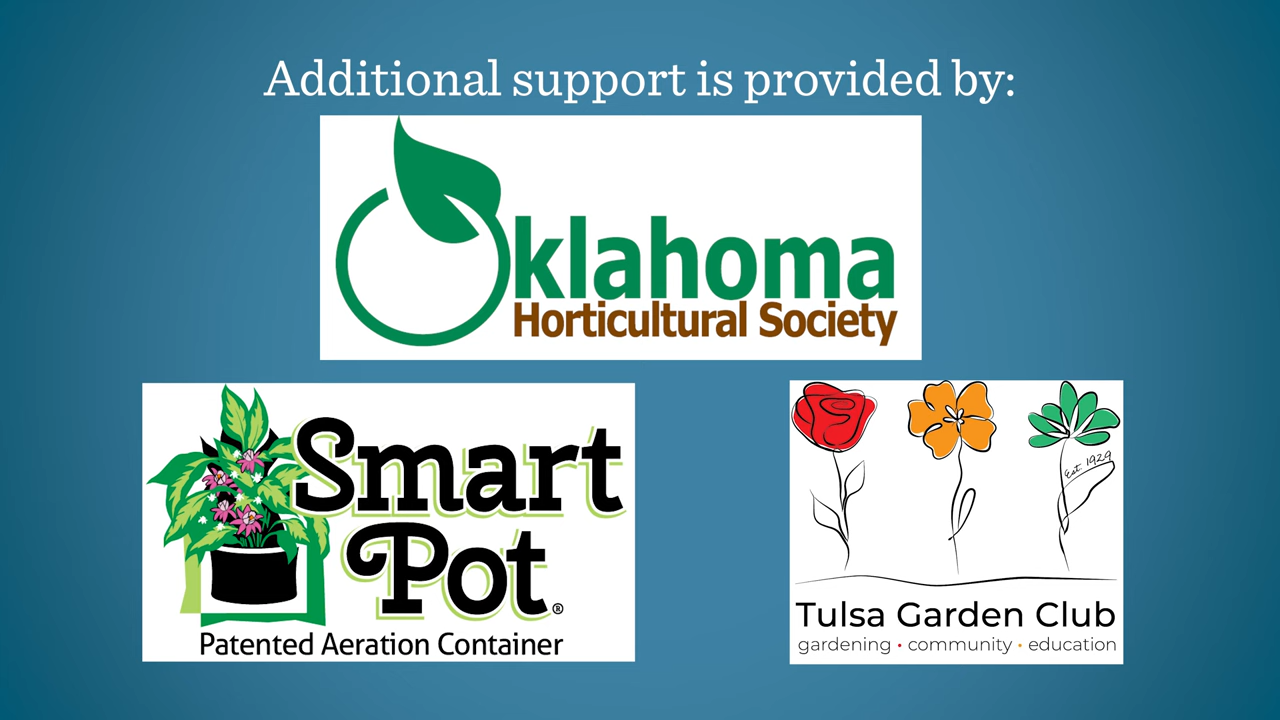 Additional support is provided by:
Oklahoma
Horticultural Society
Smart
Pot®
Patented Aeration Container
Est. 1929
Tulsa Garden Club
gardening • community • education